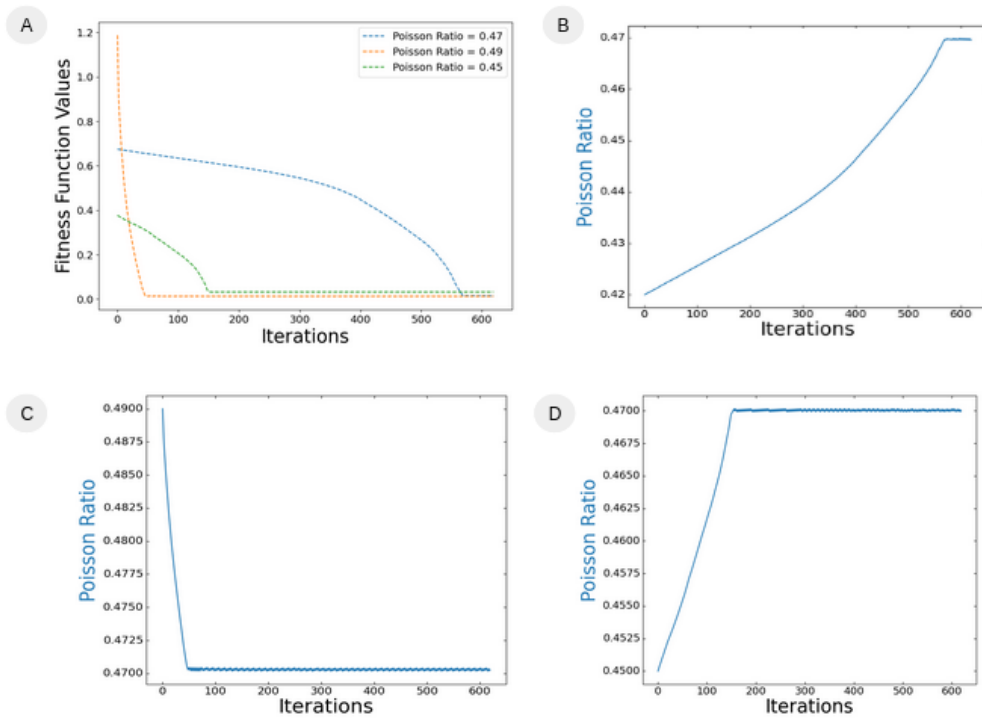 A
Fitness Function Values
1.2
1.0
0.8
0.6
0.4
0.2
0.0
Poisson Ratio = 0.47
Poisson Ratio = 0.49
Poisson Ratio = 0.45
0 100 200 300 400 500 600
Iterations
B
Poisson Ratio
0.47
0.46
0.45
0.44
0.43
0.42
0 100 200 300 400 500 600
Iterations
C
Poisson Ratio
0.4900
0.4875
0.4850
0.4825
0.4800
0.4775
0.4750
0.4725
0.4700
0 100 200 300 400 500 600
Iterations
D
Poisson Ratio
0.4700
0.4675
0.4650
0.4625
0.4600
0.4575
0.4550
0.4525
0.4500
0 100 200 300 400 500 600
Iterations